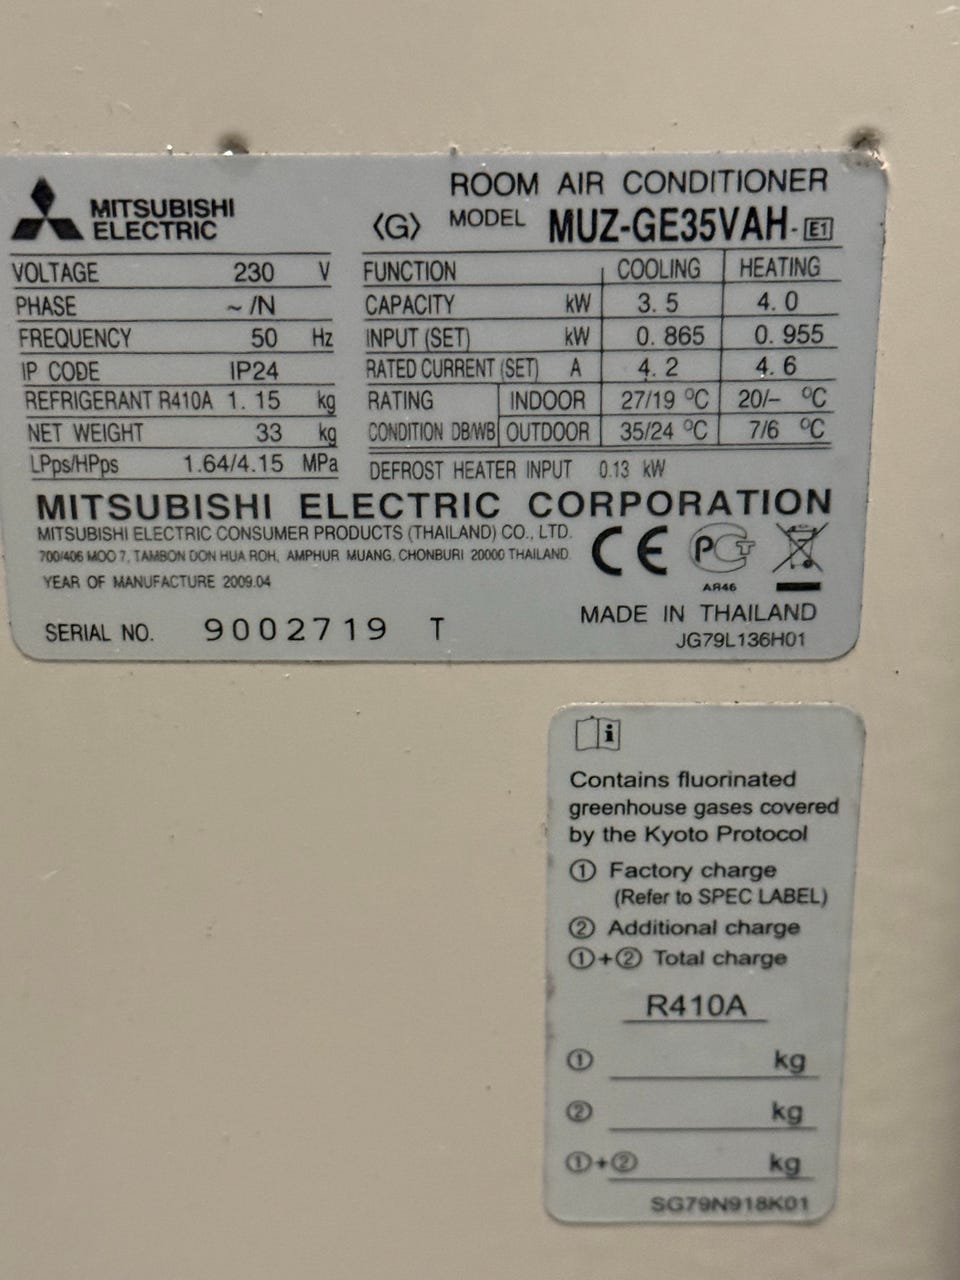 MITSUBISHI
ELECTRIC
ROOM AIR CONDITIONER
⟨G⟩ MODEL MUZ-GE35VAH-E1
VOLTAGE 230 V
PHASE ~/N
FREQUENCY 50 Hz
IP CODE IP24
REFRIGERANT R410A 1.15 kg
NET WEIGHT 33 kg
LPps/HPps 1.64/4.15 MPa
FUNCTION COOLING HEATING
CAPACITY kW 3.5 4.0
INPUT (SET) kW 0.865 0.955
RATED CURRENT (SET) A 4.2 4.6
RATING INDOOR 27/19 °C 20/– °C
CONDITION DB/WB OUTDOOR 35/24 °C 7/6 °C
DEFROST HEATER INPUT 0.13 kW
MITSUBISHI ELECTRIC CORPORATION
MITSUBISHI ELECTRIC CONSUMER PRODUCTS (THAILAND) CO., LTD.
700/406 MOO 7, TAMBON DON HUA ROH, AMPHUR MUANG, CHONBURI 20000 THAILAND
YEAR OF MANUFACTURE 2009.04
CE PCT
AЯ46
SERIAL NO. 9002719 T
MADE IN THAILAND
JG79L136H01
i
Contains fluorinated
greenhouse gases covered
by the Kyoto Protocol
① Factory charge
(Refer to SPEC LABEL)
② Additional charge
①+② Total charge
R410A
① kg
② kg
①+② kg
SG79N918K01